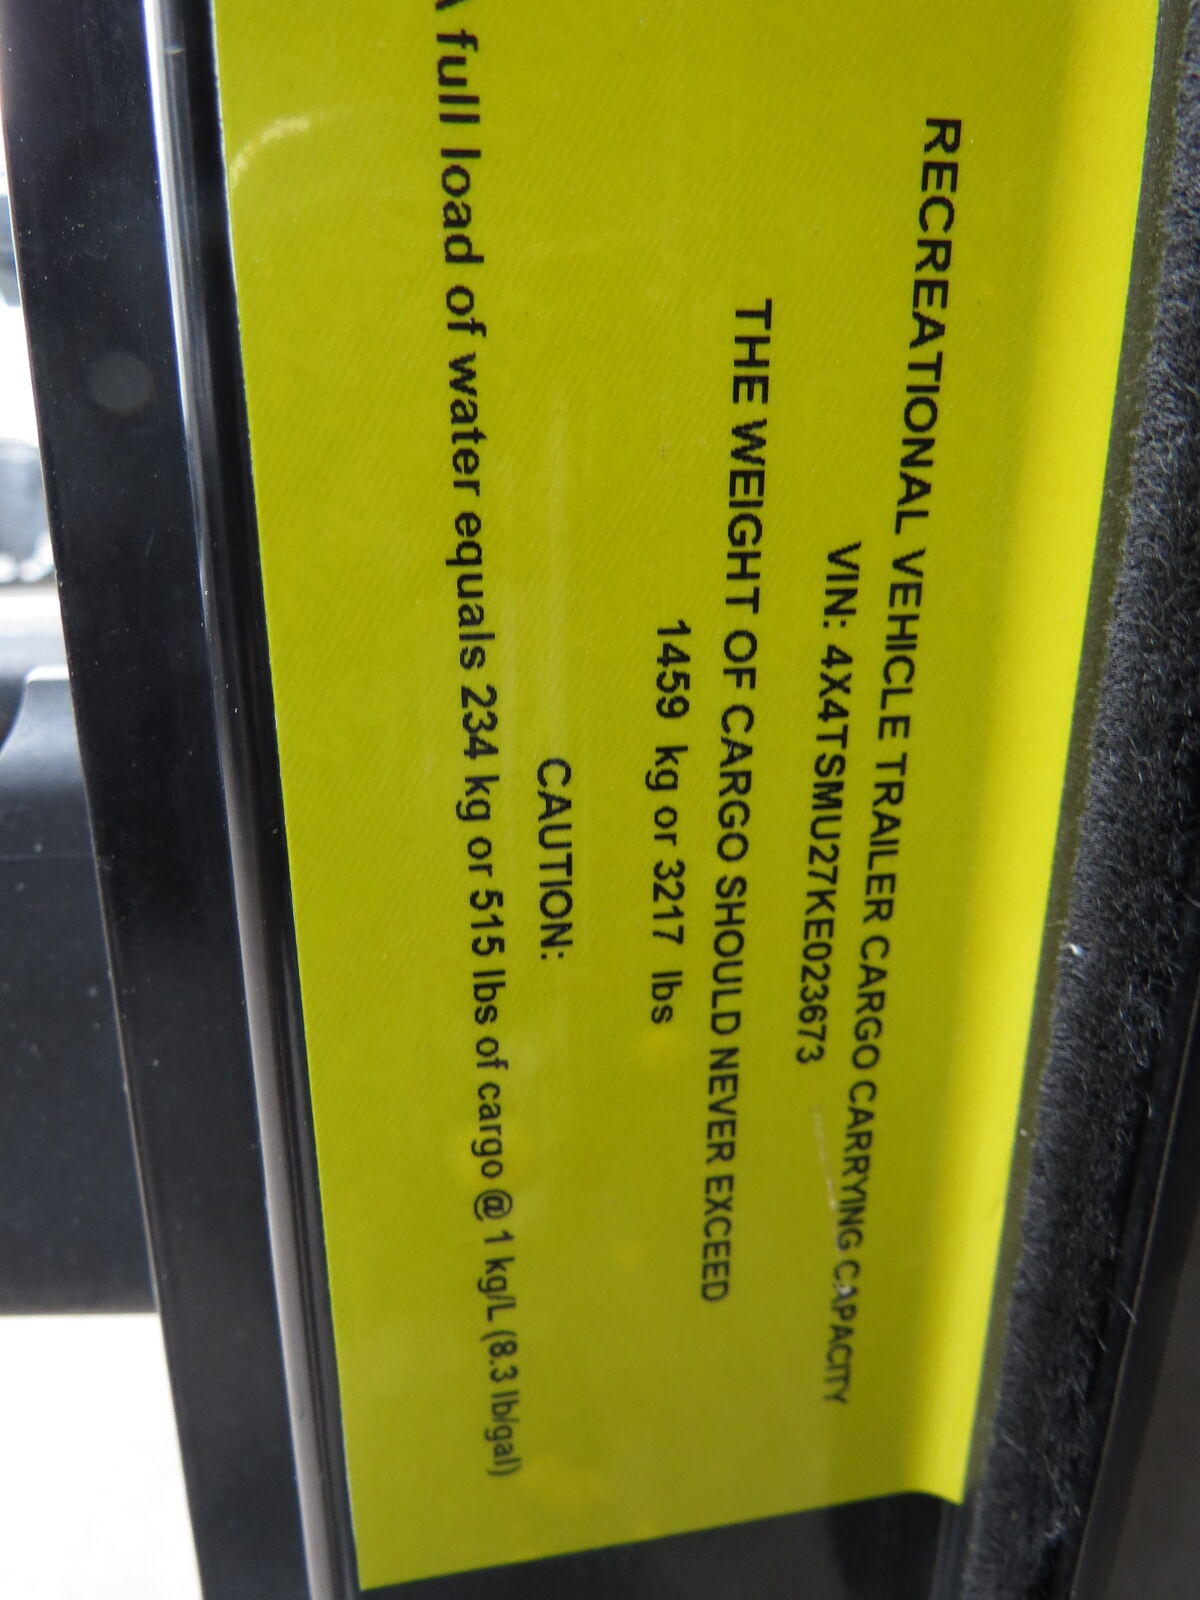 RECREATIONAL VEHICLE TRAILER CARGO CARRYING CAPACITY
VIN: 4X4TSMU27KE023673
THE WEIGHT OF CARGO SHOULD NEVER EXCEED
1459 kg or 3217 lbs
CAUTION:
A full load of water equals 234 kg or 515 lbs of cargo @ 1 kg/L (8.3 lb/gal)